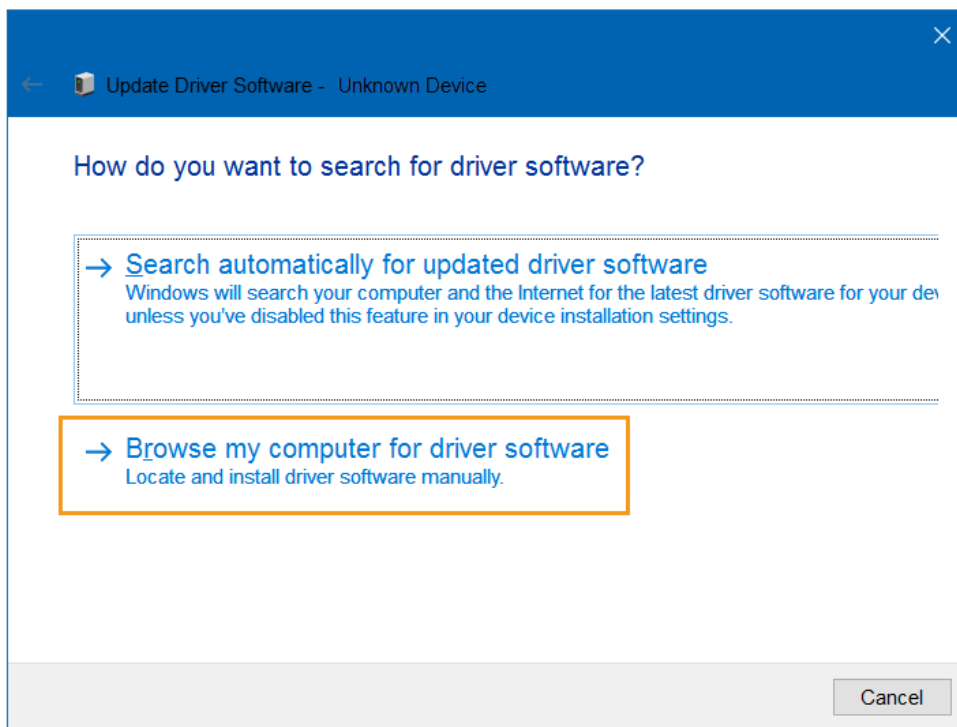 Update Driver Software - Unknown Device
How do you want to search for driver software?
Search automatically for updated driver software
Windows will search your computer and the Internet for the latest driver software for your
unless you've disabled this feature in your device installation settings.
Browse my computer for driver software
Locate and install driver software manually.
Cancel